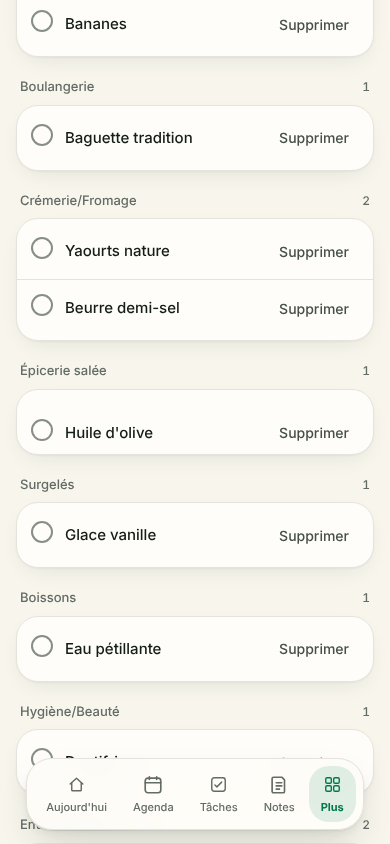 Bananes Supprimer
Boulangerie 1
Baguette tradition Supprimer
Crémerie/Fromage 2
Yaourts nature Supprimer
Beurre demi-sel Supprimer
Épicerie salée 1
Huile d'olive Supprimer
Surgelés 1
Glace vanille Supprimer
Boissons 1
Eau pétillante Supprimer
Hygiène/Beauté 1
2
Aujourd'hui Agenda Tâches Notes Plus